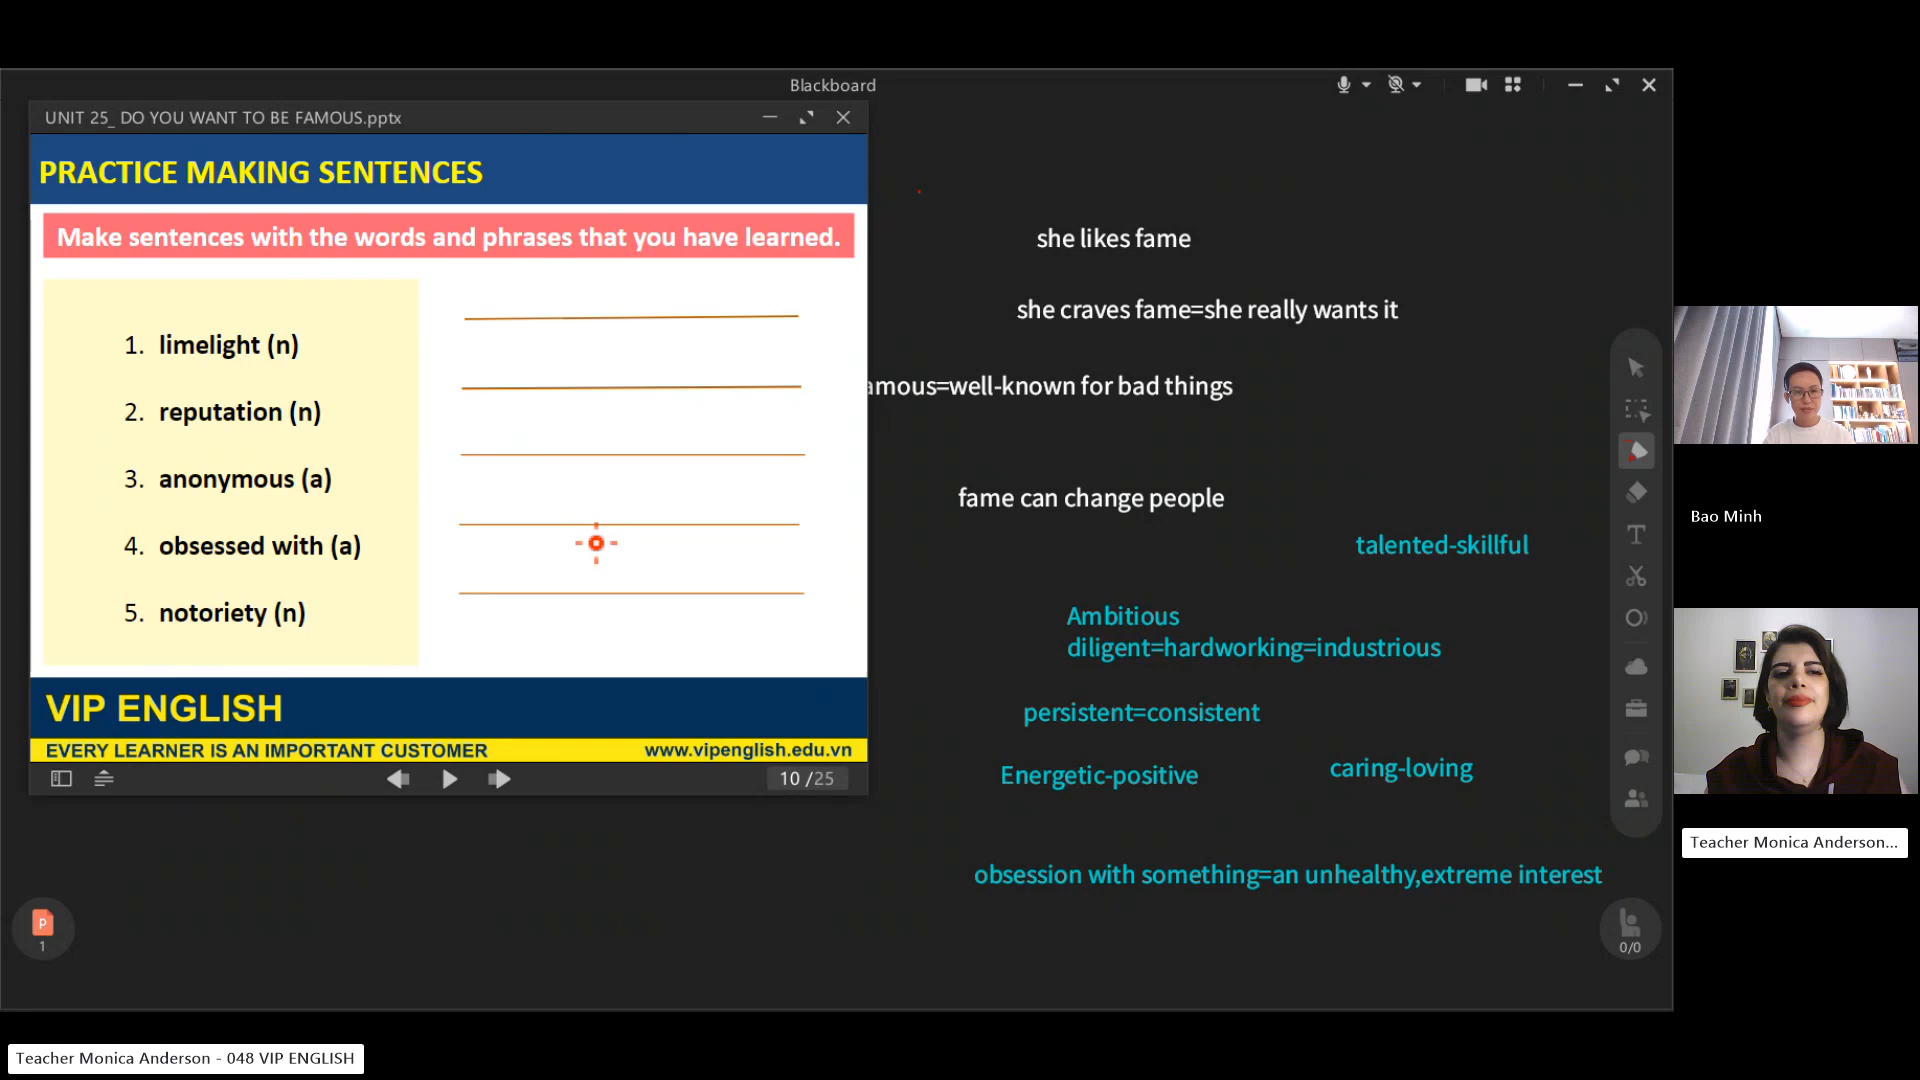 Blackboard
UNIT 25_ DO YOU WANT TO BE FAMOUS.pptx
PRACTICE MAKING SENTENCES
Make sentences with the words and phrases that you have learned.
1. limelight (n)
2. reputation (n)
3. anonymous (a)
4. obsessed with (a)
5. notoriety (n)
VIP ENGLISH
EVERY LEARNER IS AN IMPORTANT CUSTOMER
www.vipenglish.edu.vn
10 /25
she likes fame
she craves fame=she really wants it
amous=well-known for bad things
fame can change people
talented-skillful
Ambitious
diligent=hardworking=industrious
persistent=consistent
Energetic-positive
caring-loving
obsession with something=an unhealthy,extreme interest
P
1
0/0
Bao Minh
Teacher Monica Anderson...
Teacher Monica Anderson - 048 VIP ENGLISH